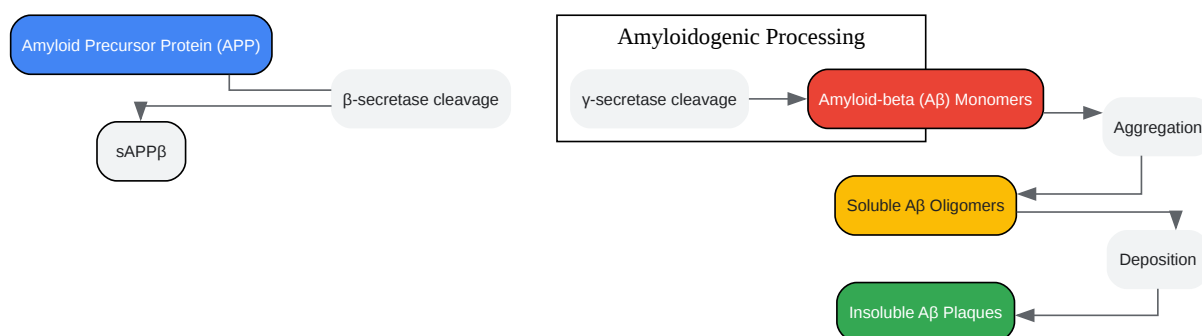 Amyloid Precursor Protein (APP)
β-secretase cleavage
sAPPβ
Amyloidogenic Processing
γ-secretase cleavage
Amyloid-beta (Aβ) Monomers
Aggregation
Soluble Aβ Oligomers
Deposition
Insoluble Aβ Plaques